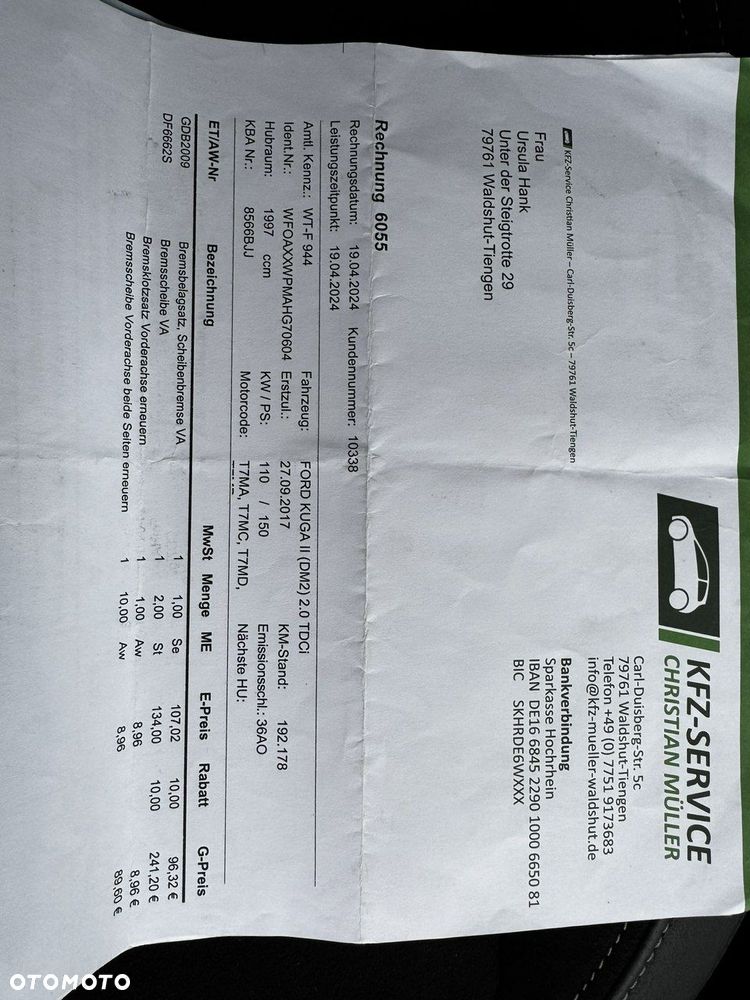 KFZ-SERVICE
CHRISTIAN MÜLLER
KFZ-Service Christian Müller – Carl-Duisberg-Str. 5c – 79761 Waldshut-Tiengen
Frau
Ursula Hank
Unter der Steigtrotte 29
79761 Waldshut-Tiengen
Carl-Duisberg-Str. 5c
79761 Waldshut-Tiengen
Telefon +49 (0) 7751 9173683
info@kfz-mueller-waldshut.de
Bankverbindung
Sparkasse Hochrhein
IBAN DE16 6845 2290 1000 6650 81
BIC SKHRDE6WXXX
Rechnung 6055
Rechnungsdatum: 19.04.2024 Kundennummer: 10338
Leistungszeitpunkt: 19.04.2024
Amtl. Kennz.: WT-F 944 Fahrzeug: FORD KUGA II (DM2) 2.0 TDCi
Ident.Nr.: WFOAXXWPMAHG70604 Erstzul.: 27.09.2017 KM-Stand: 192.178
Hubraum: 1997 ccm KW / PS: 110 / 150 Emissionsschl.: 36AO
KBA Nr.: 8566BJJ Motorcode: T7MA, T7MC, T7MD, Nächste HU:
ET/AW-Nr Bezeichnung MwSt Menge ME E-Preis Rabatt G-Preis
GDB2009 Bremsbelagsatz, Scheibenbremse VA 1 1,00 Se 107,02 10,00 96,32 €
DF6662S Bremsscheibe VA 1 2,00 St 134,00 10,00 241,20 €
Bremsklotzsatz Vorderachse erneuern 1 1,00 Aw 8,96 8,96 €
Bremsscheibe Vorderachse beide Seiten erneuern 1 10,00 Aw 8,96 89,60 €
OTOMOTO